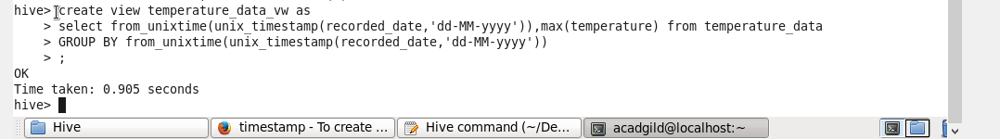 hive> create view temperature_data_vw as
> select from_unixtime(unix_timestamp(recorded_date,'dd-MM-yyyy')),max(temperature) from temperature_data
> GROUP BY from_unixtime(unix_timestamp(recorded_date,'dd-MM-yyyy'))
> ;
OK
Time taken: 0.905 seconds
hive>
Hive timestamp - To create ... Hive command (~/De... acadgild@localhost:~